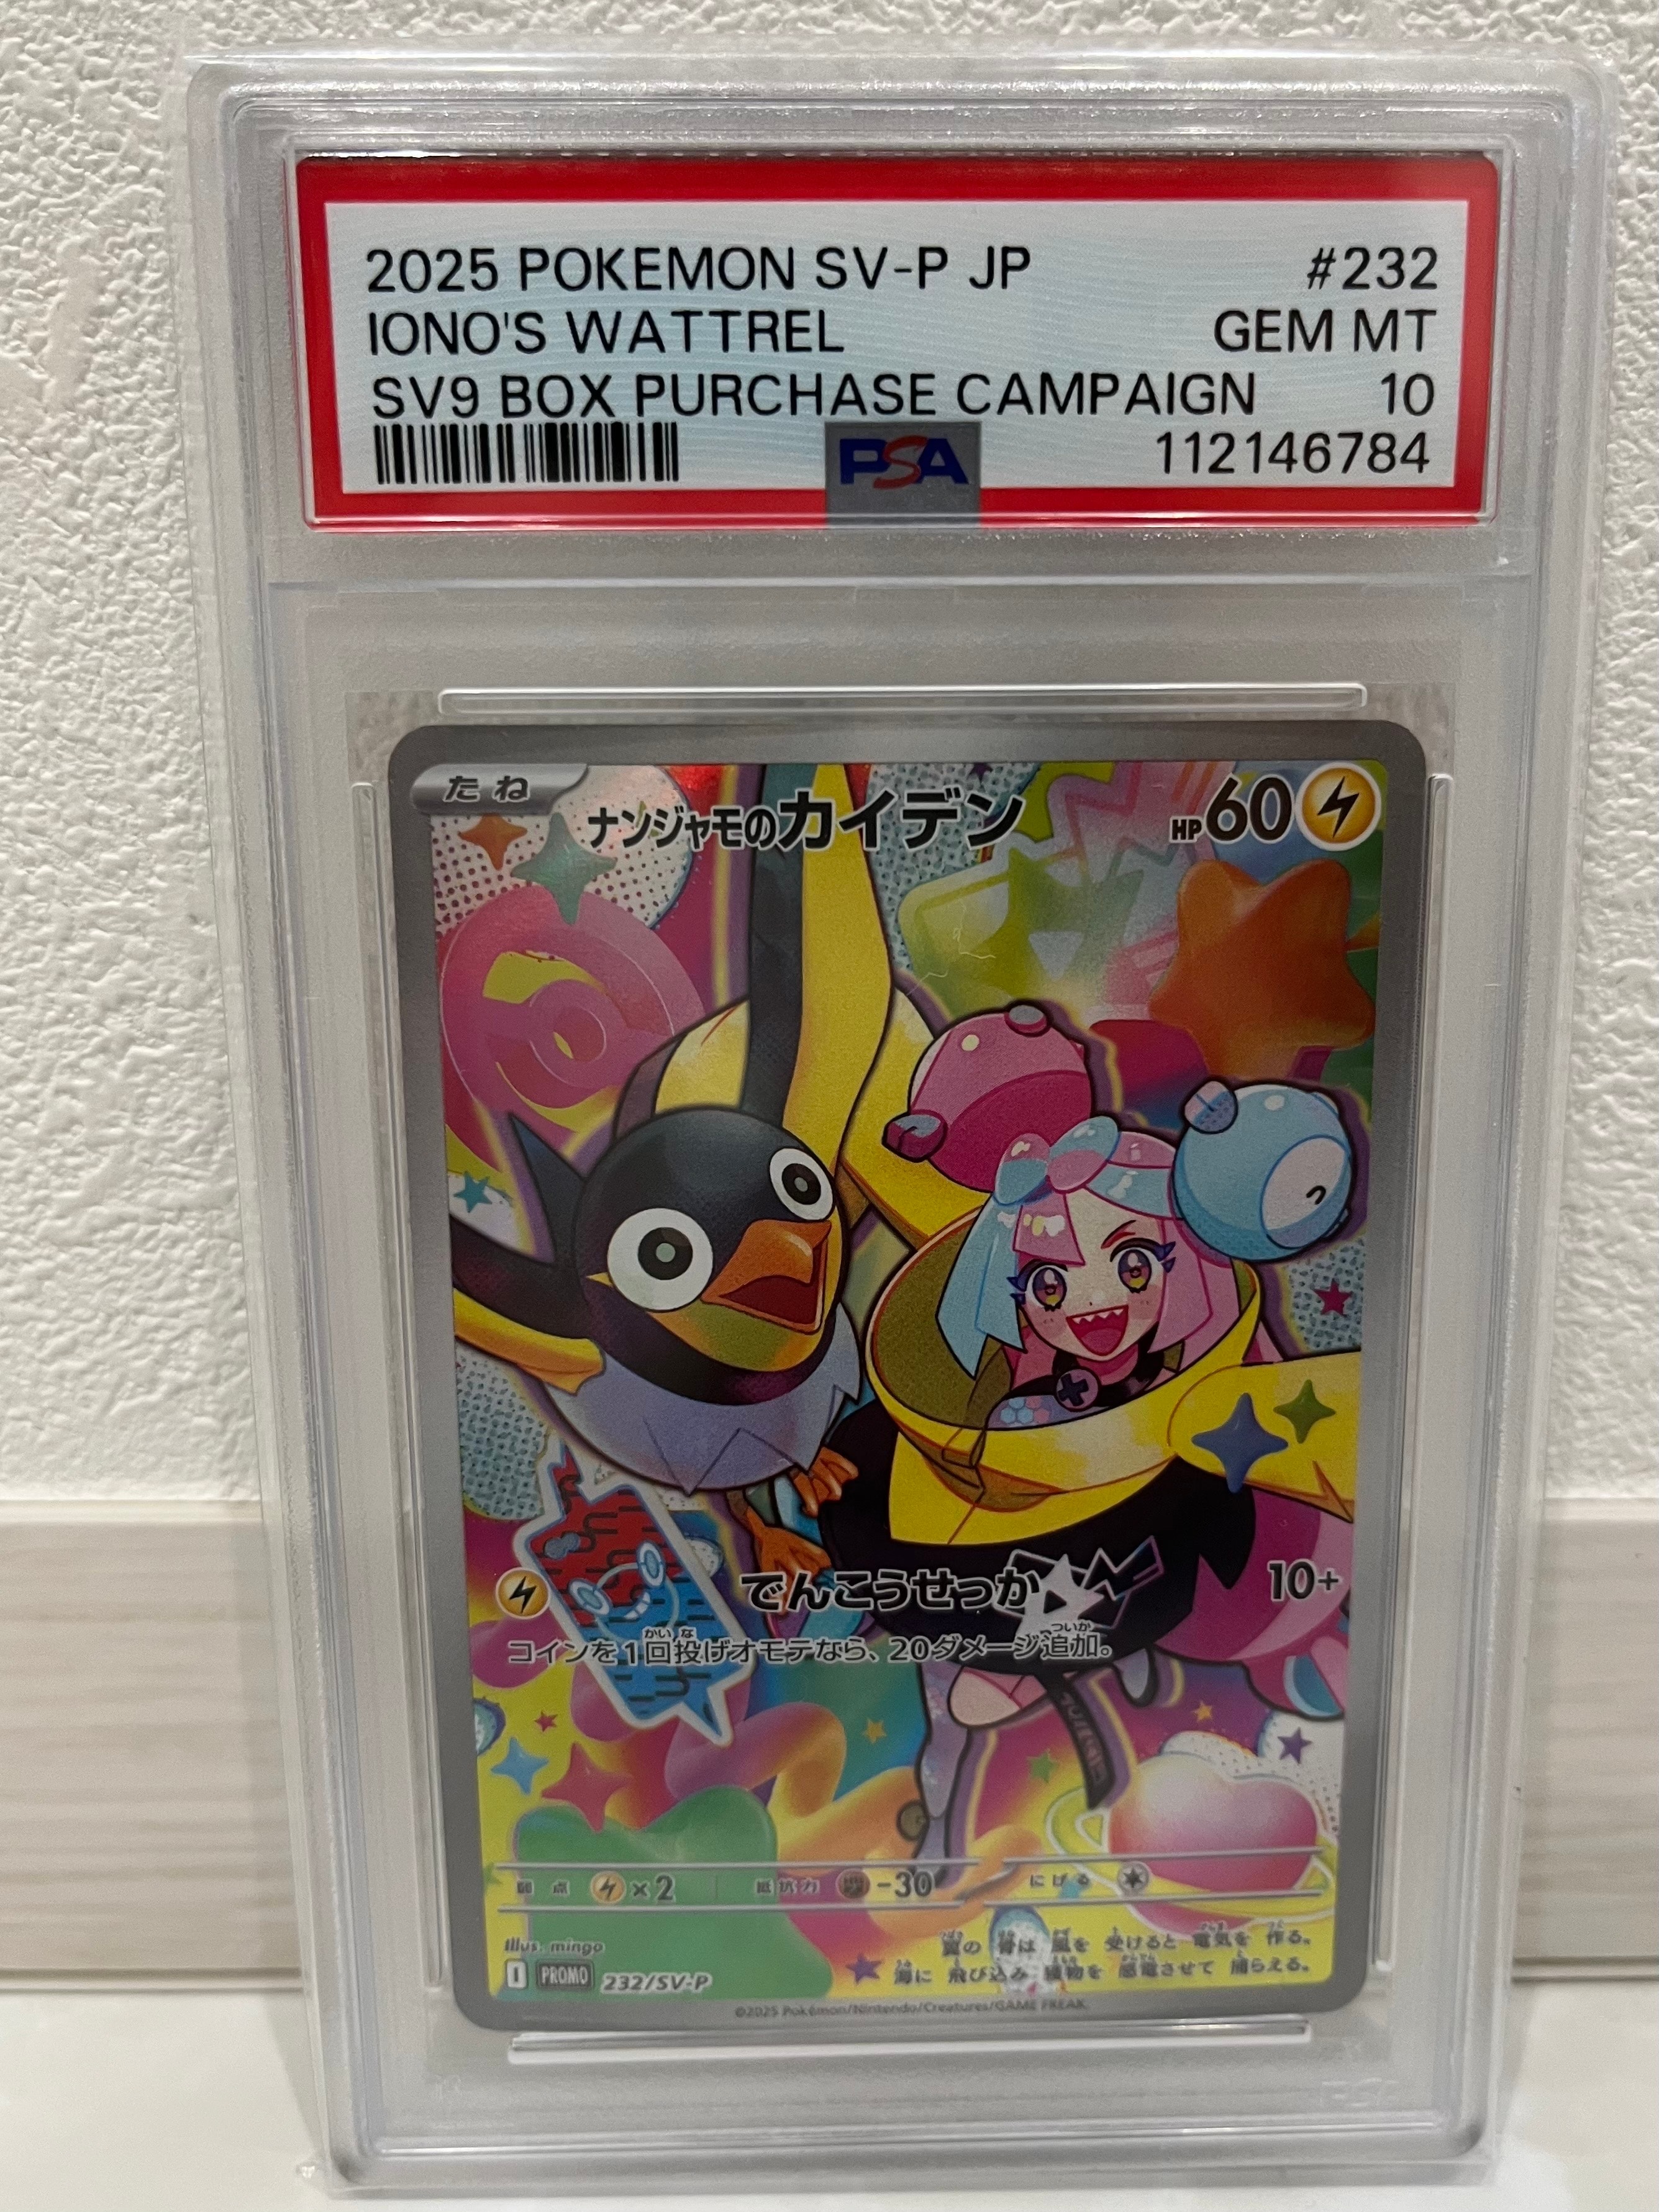 2025 POKEMON SV-P JP #232
IONO'S WATTREL GEM MT
SV9 BOX PURCHASE CAMPAIGN 10
PSA 112146784
たね ナンジャモのカイデン HP60
でんこうせっか 10+
コインを1回投げオモテなら、20ダメージ追加。
弱点 ×2 抵抗力 -30 にげる
Illus. mingo
翼の 骨は 風を 受けると 電気を 作る。
I PROMO 232/SV-P
海に 飛び込み 獲物を 感電させて 捕らえる。
©2025 Pokémon/Nintendo/Creatures/GAME FREAK.